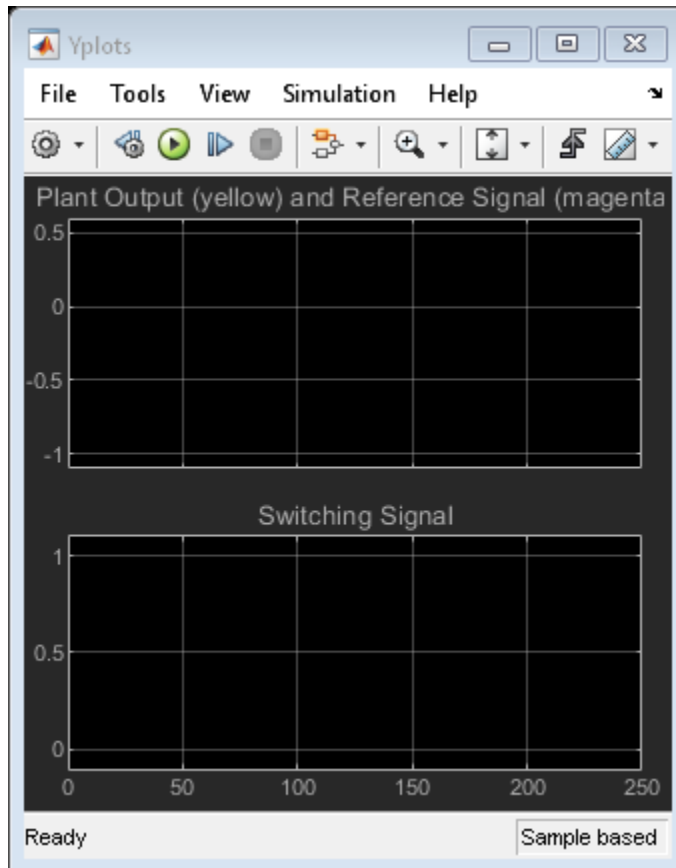 Yplots
File Tools View Simulation Help
Plant Output (yellow) and Reference Signal (magenta
0.5
0
-0.5
-1
Switching Signal
1
0.5
0
0 50 100 150 200 250
Ready Sample based